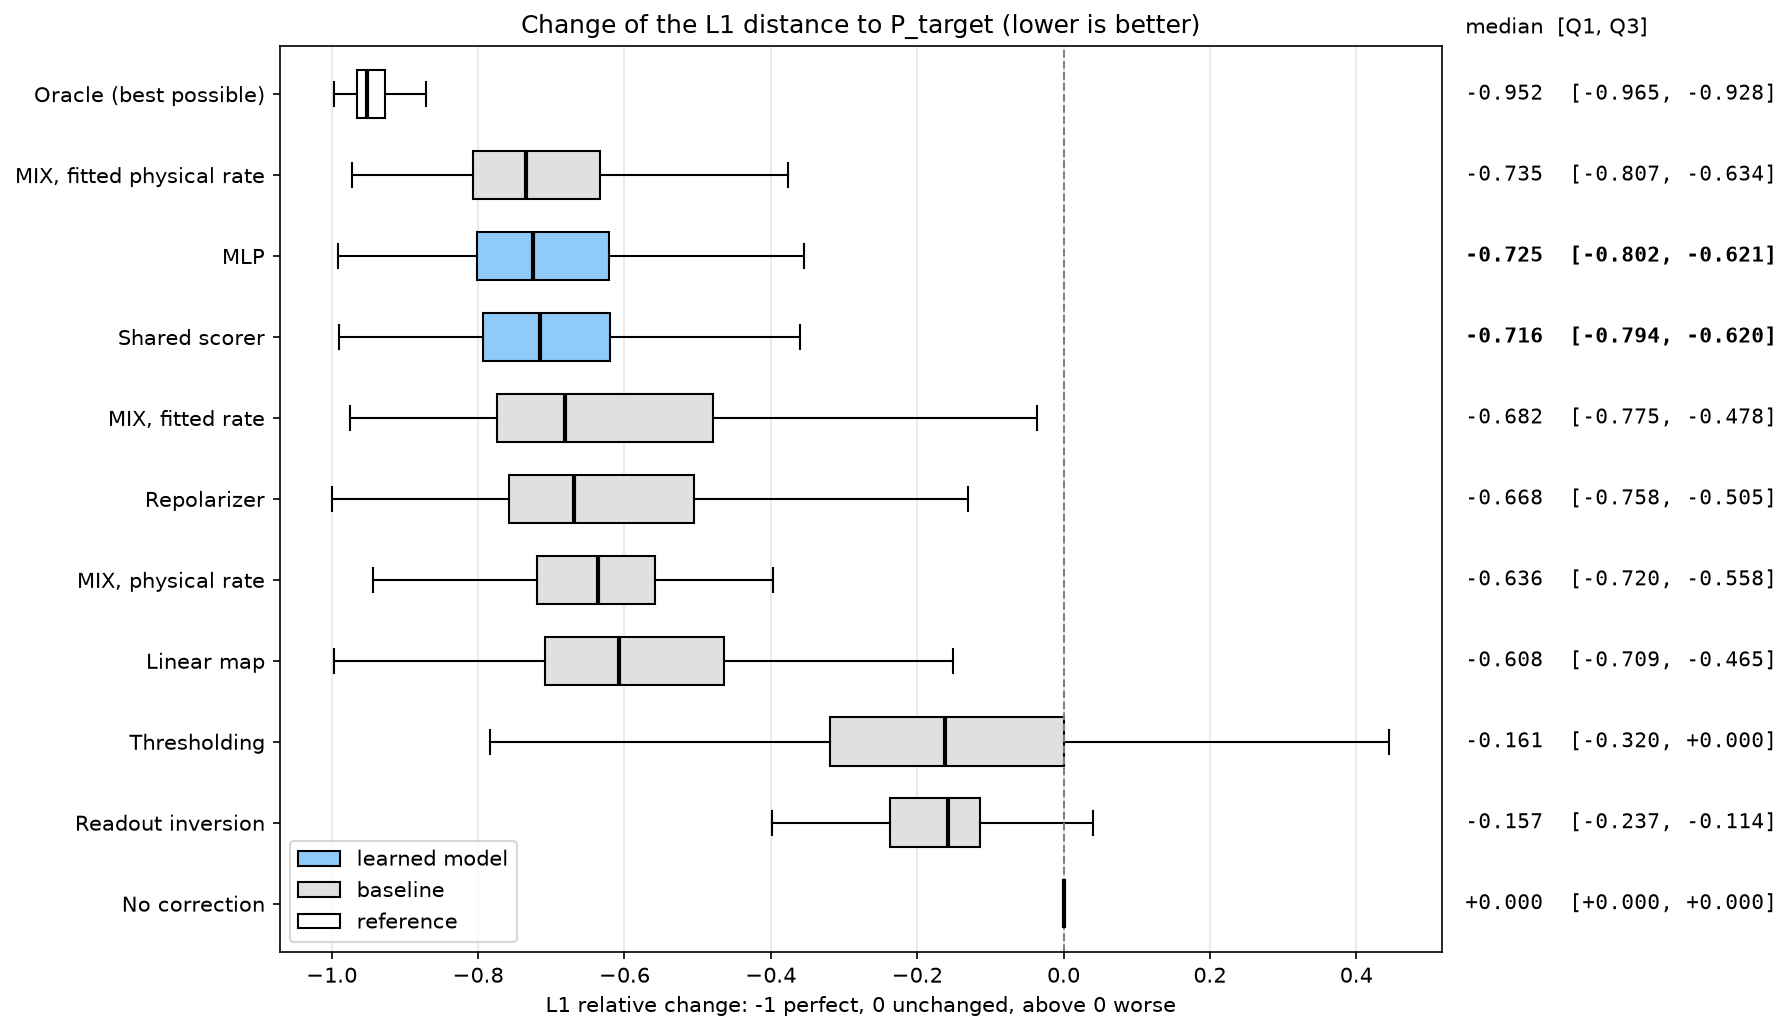 Change of the L1 distance to P_target (lower is better)
median [Q1, Q3]
Oracle (best possible) -0.952 [-0.965, -0.928]
MIX, fitted physical rate -0.735 [-0.807, -0.634]
MLP -0.725 [-0.802, -0.621]
Shared scorer -0.716 [-0.794, -0.620]
MIX, fitted rate -0.682 [-0.775, -0.478]
Repolarizer -0.668 [-0.758, -0.505]
MIX, physical rate -0.636 [-0.720, -0.558]
Linear map -0.608 [-0.709, -0.465]
Thresholding -0.161 [-0.320, +0.000]
Readout inversion -0.157 [-0.237, -0.114]
No correction +0.000 [+0.000, +0.000]
learned model
baseline
reference
−1.0 −0.8 −0.6 −0.4 −0.2 0.0 0.2 0.4
L1 relative change: -1 perfect, 0 unchanged, above 0 worse